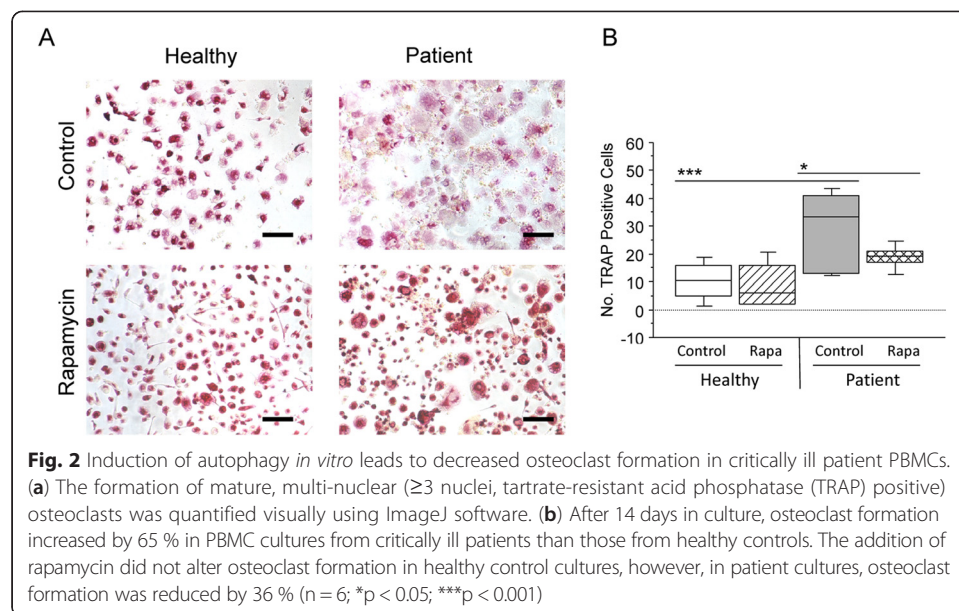 A
Healthy
Patient
Control
Rapamycin
B
No. TRAP Positive Cells
60
50
40
30
20
10
0
-10
***
*
Control
Rapa
Control
Rapa
Healthy
Patient
Fig. 2 Induction of autophagy in vitro leads to decreased osteoclast formation in critically ill patient PBMCs.
(a) The formation of mature, multi-nuclear (≥3 nuclei, tartrate-resistant acid phosphatase (TRAP) positive)
osteoclasts was quantified visually using ImageJ software. (b) After 14 days in culture, osteoclast formation
increased by 65 % in PBMC cultures from critically ill patients than those from healthy controls. The addition of
rapamycin did not alter osteoclast formation in healthy control cultures, however, in patient cultures, osteoclast
formation was reduced by 36 % (n = 6; *p < 0.05; ***p < 0.001)